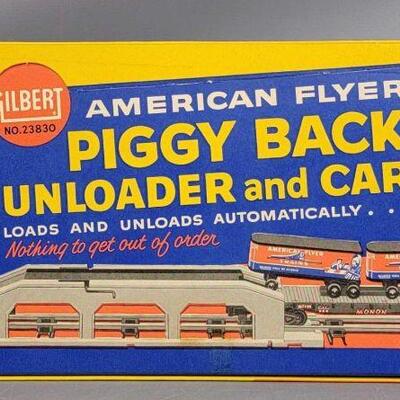 GILBERT
NO.23830
AMERICAN FLYER
PIGGY BACK
UNLOADER and CAR
LOADS AND UNLOADS AUTOMATICALLY . .
Nothing to get out of order
AMERICAN FLYER
TRAINS
MONON